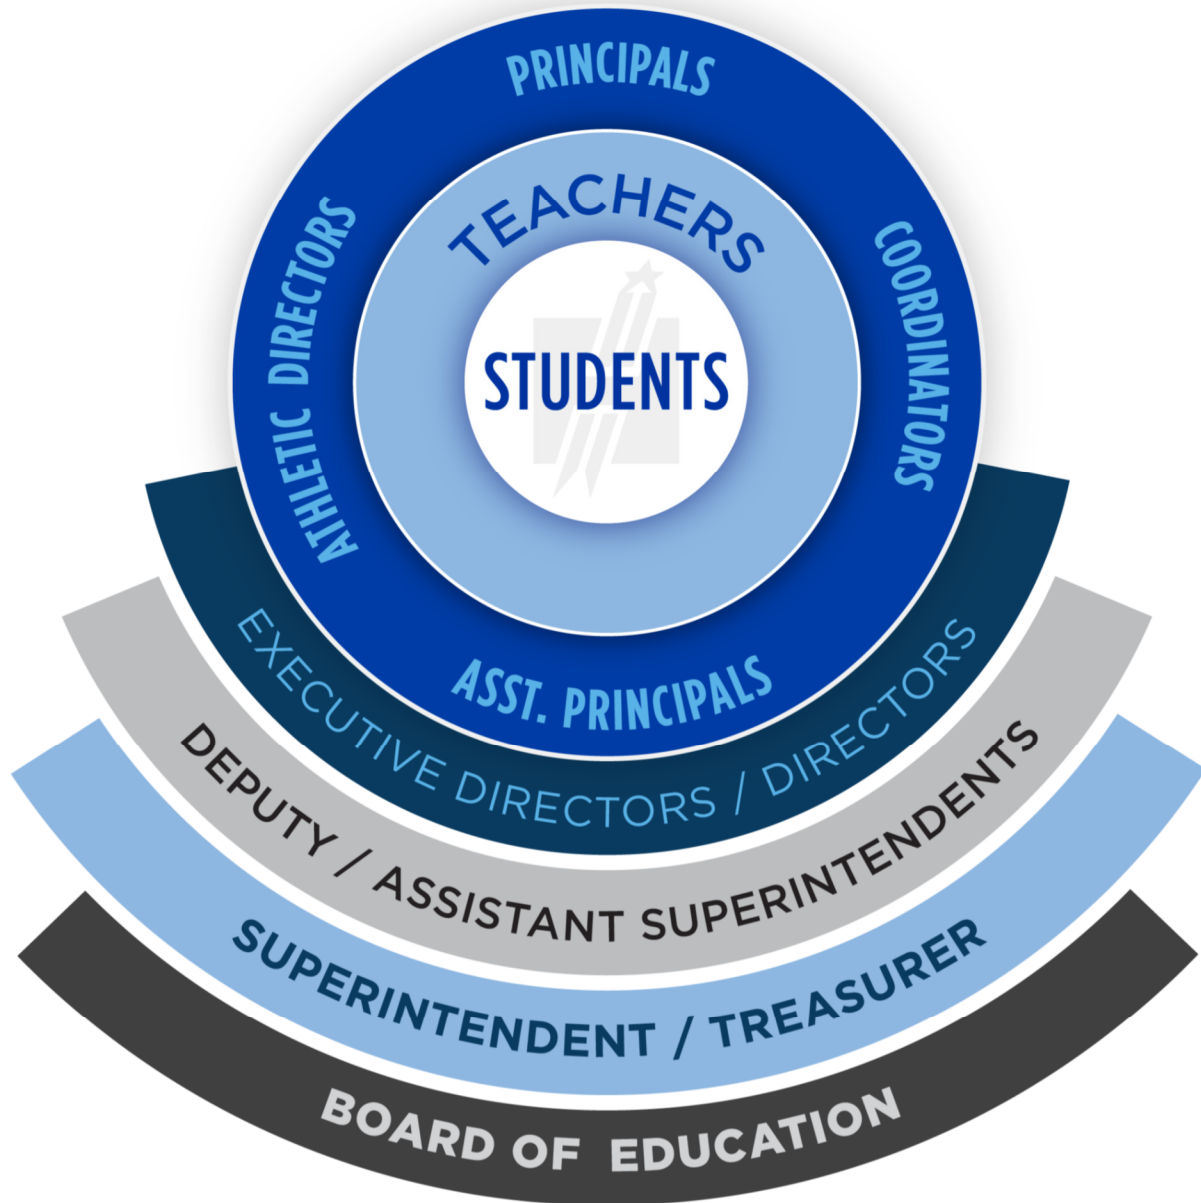 PRINCIPALS
TEACHERS
ATHLETIC DIRECTORS
COORDINATORS
STUDENTS
ASST. PRINCIPALS
EXECUTIVE DIRECTORS / DIRECTORS
DEPUTY / ASSISTANT SUPERINTENDENTS
SUPERINTENDENT / TREASURER
BOARD OF EDUCATION